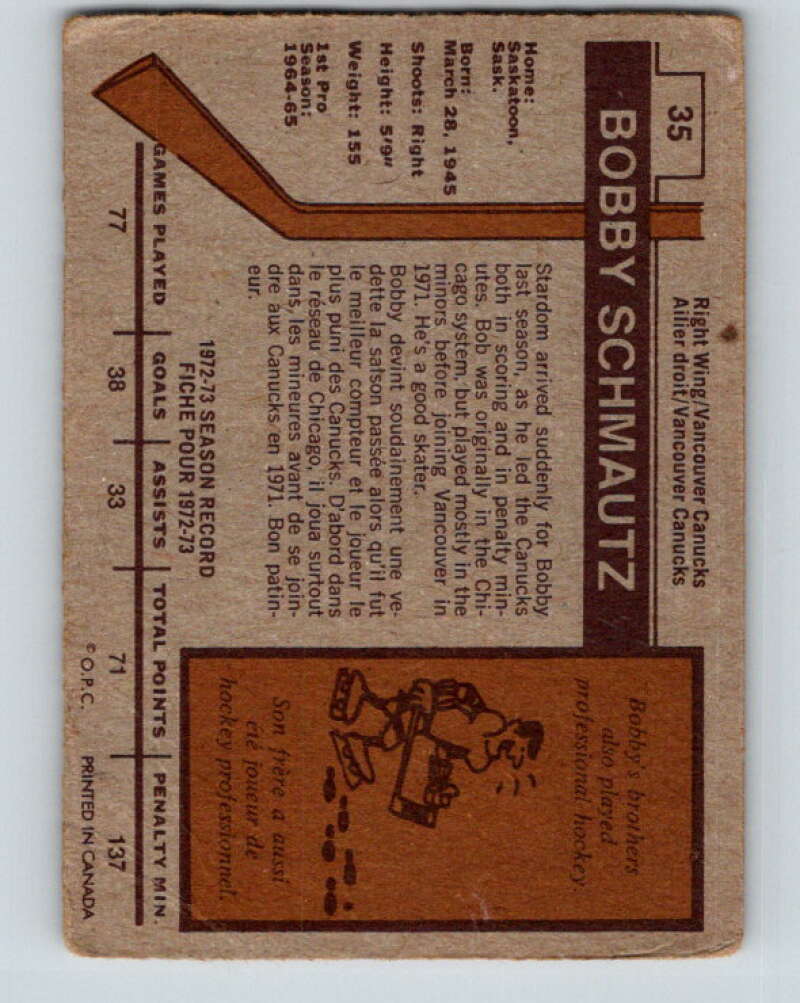 35
Right Wing/Vancouver Canucks
Ailier droit/Vancouver Canucks
BOBBY SCHMAUTZ
Home:
Saskatoon,
Sask.
Born:
March 28, 1945
Shoots: Right
Height: 5'9"
Weight: 155
1st Pro
Season:
1964-65
Stardom arrived suddenly for Bobby
last season, as he led the Canucks
both in scoring and in penalty min-
utes. Bob was originally in the Chi-
cago system, but played mostly in the
minors before joining Vancouver in
1971. He's a good skater.
Bobby devint soudainement une ve-
dette la saison passée alors qu'il fut
le meilleur compteur et le joueur le
plus puni des Canucks. D'abord dans
le réseau de Chicago, il joua surtout
dans, les mineures avant de se join-
dre aux Canucks en 1971. Bon patin-
eur.
Bobby's brothers
also played
professional hockey.
Son frère a aussi
été joueur de
hockey professionnel.
1972-73 SEASON RECORD
FICHE POUR 1972-73
GAMES PLAYED GOALS ASSISTS TOTAL POINTS PENALTY MIN.
77 38 33 71 137
© O.P.C. PRINTED IN CANADA